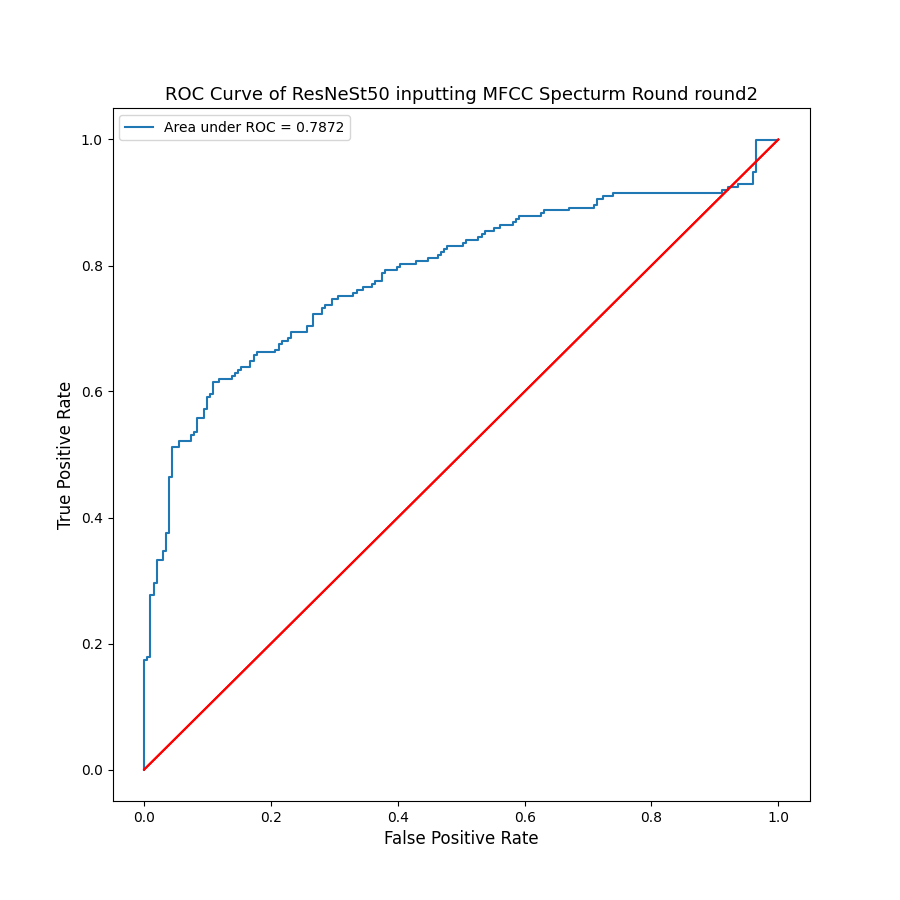 ROC Curve of ResNeSt50 inputting MFCC Specturm Round round2
Area under ROC = 0.7872
1.0
0.8
0.6
0.4
0.2
0.0
True Positive Rate
0.0 0.2 0.4 0.6 0.8 1.0
False Positive Rate